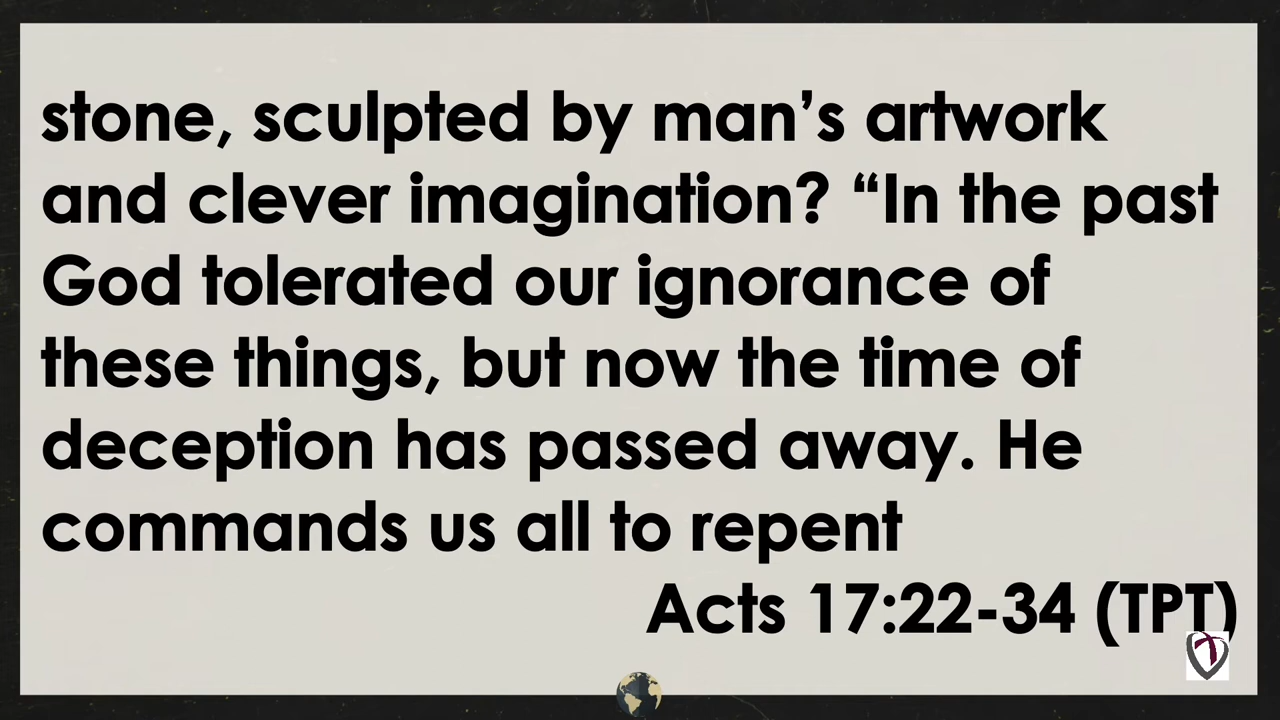 stone, sculpted by man’s artwork
and clever imagination? “In the past
God tolerated our ignorance of
these things, but now the time of
deception has passed away. He
commands us all to repent
Acts 17:22-34 (TPT)